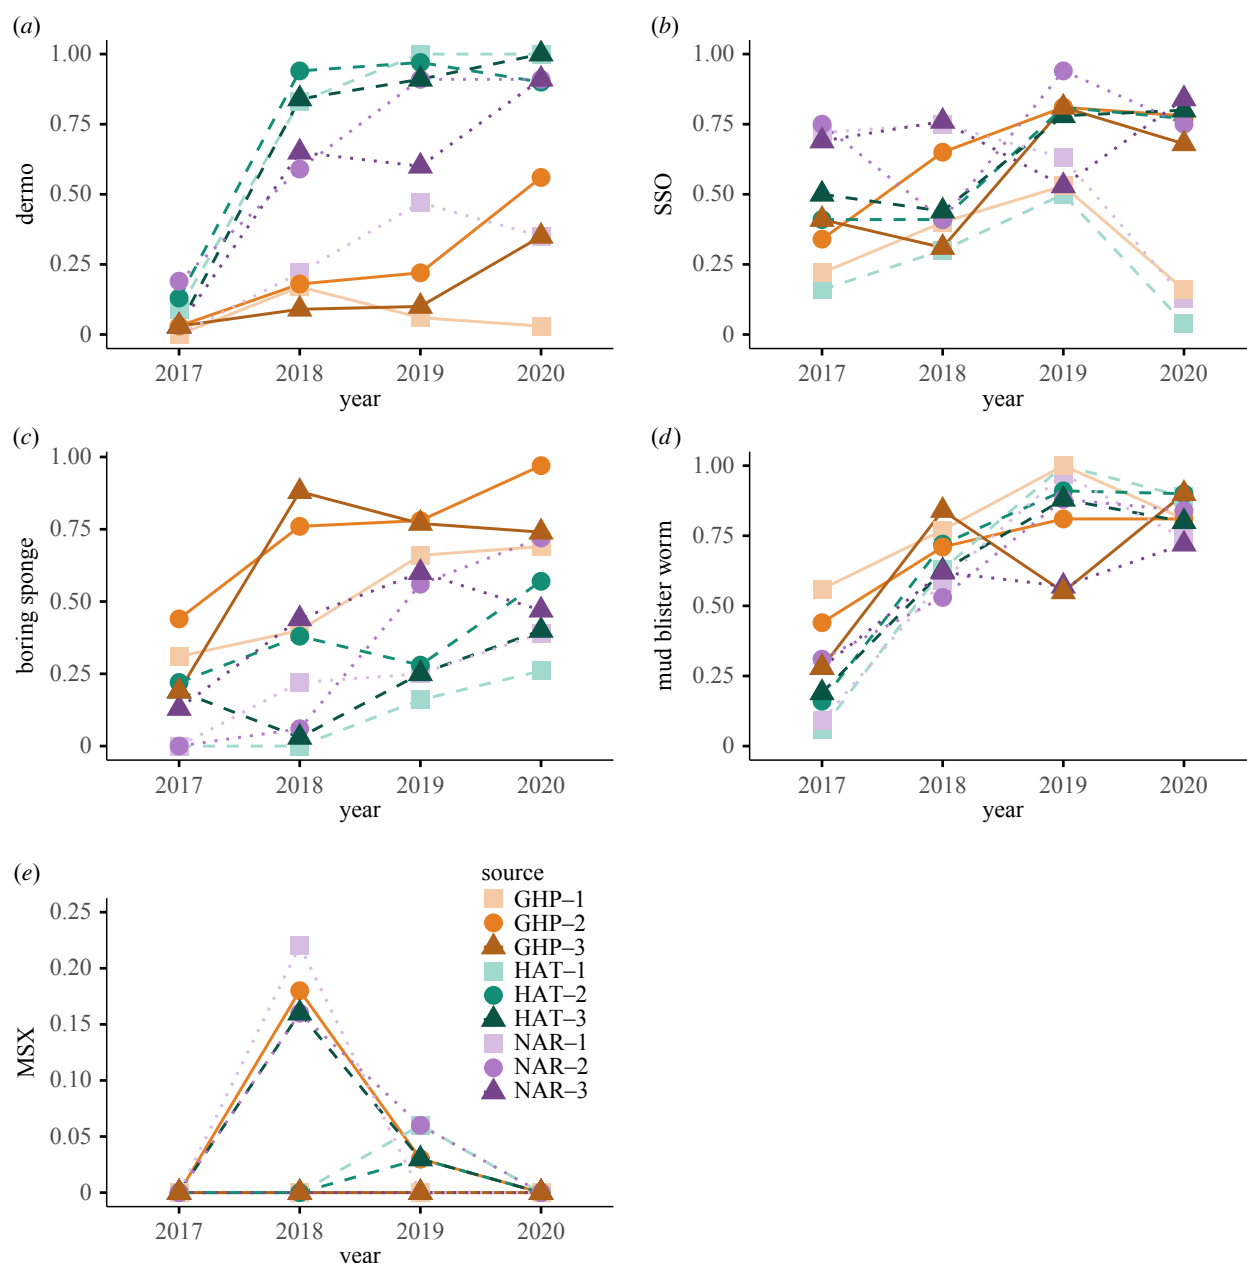 (a)
dermo
1.00
0.75
0.50
0.25
0
2017 2018 2019 2020
year
(b)
SSO
1.00
0.75
0.50
0.25
0
2017 2018 2019 2020
year
(c)
boring sponge
1.00
0.75
0.50
0.25
0
2017 2018 2019 2020
year
(d)
mud blister worm
1.00
0.75
0.50
0.25
0
2017 2018 2019 2020
year
(e)
MSX
0.25
0.20
0.15
0.10
0.05
0
2017 2018 2019 2020
year
source
GHP–1
GHP–2
GHP–3
HAT–1
HAT–2
HAT–3
NAR–1
NAR–2
NAR–3